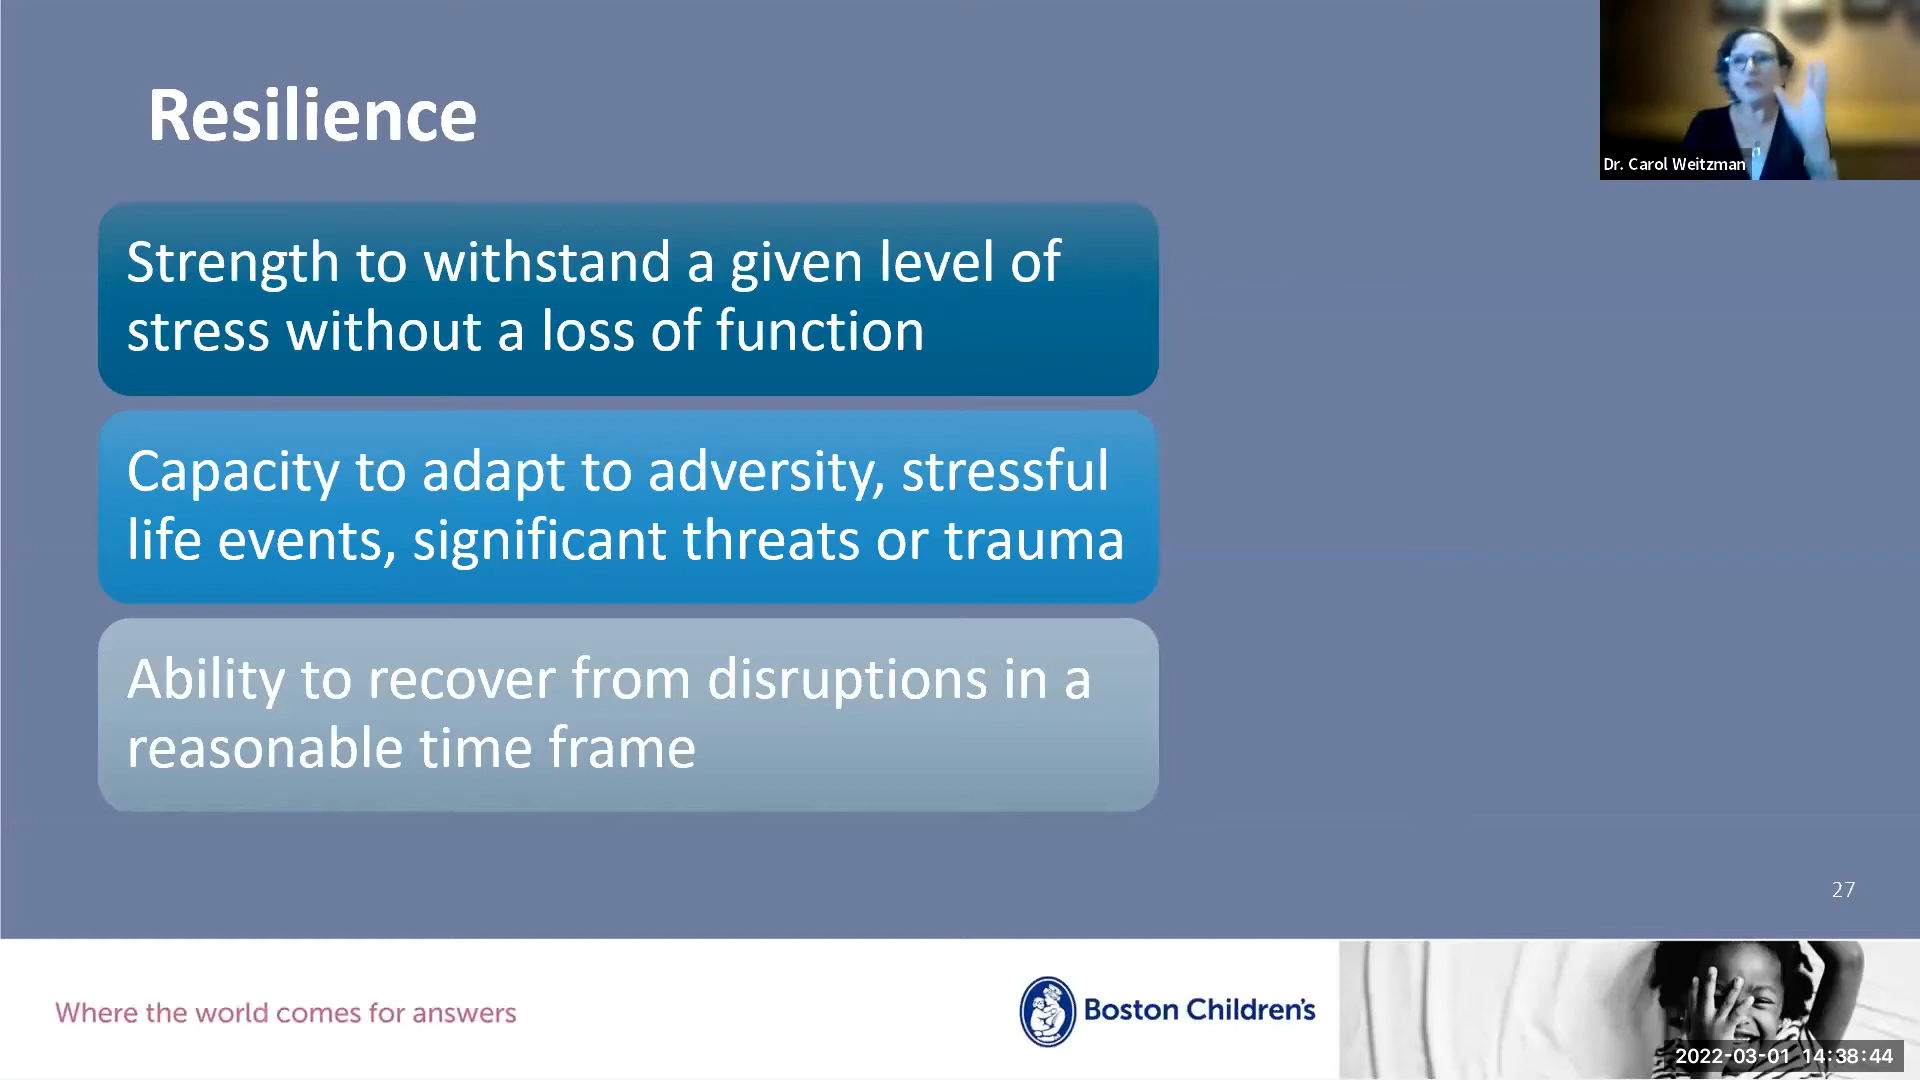 Resilience
Dr. Carol Weitzman
Strength to withstand a given level of
stress without a loss of function
Capacity to adapt to adversity, stressful
life events, significant threats or trauma
Ability to recover from disruptions in a
reasonable time frame
27
Where the world comes for answers
Boston Children's
2022-03-01 14:38:44